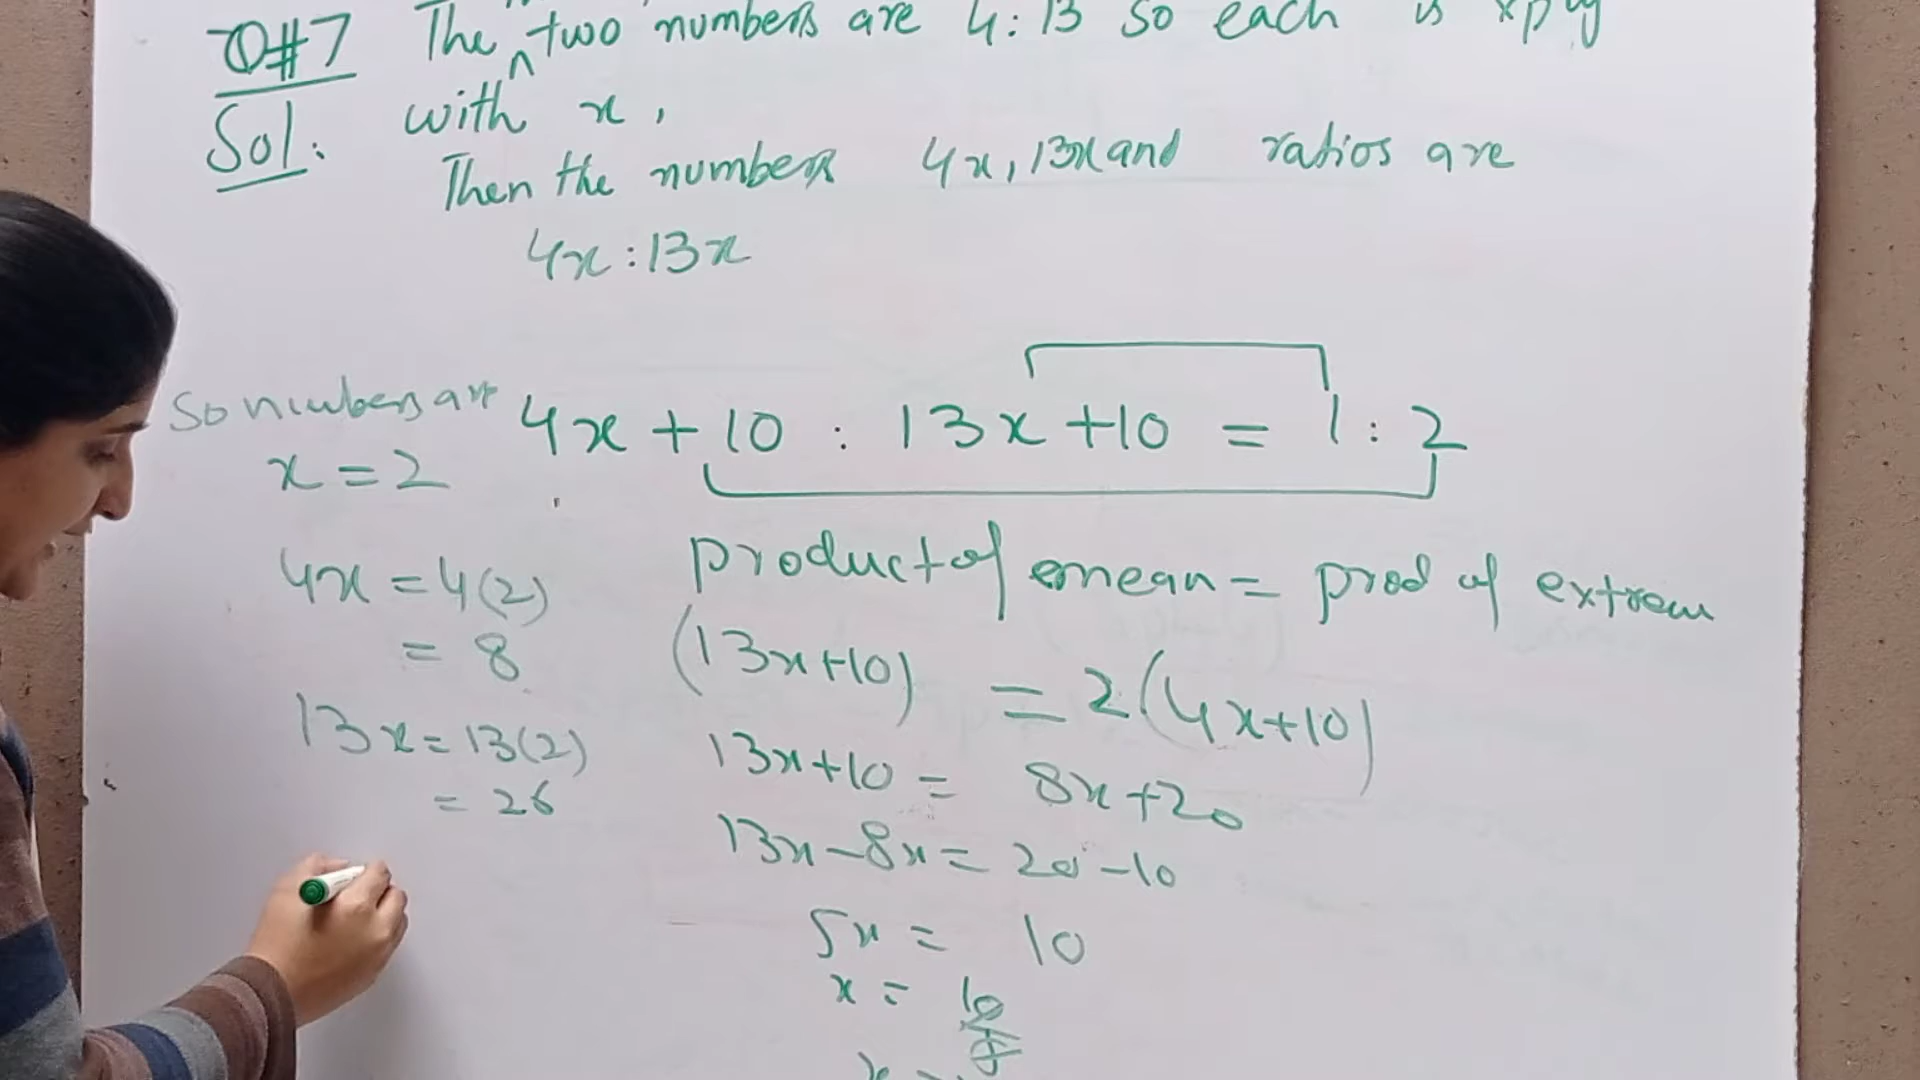 Q#7 The two numbers are 4:13 so each is xply
Sol. with x,
Then the numbers 4x, 13x and ratios are
4x : 13x
4x + 10 : 13x + 10 = 1 : 2
product of mean = prod of extrem
(13x+10) = 2(4x+10)
13x+10 = 8x+20
13x-8x = 20-10
5x = 10
x = 10/5
So numbers are
x = 2
4x = 4(2)
= 8
13x = 13(2)
= 26